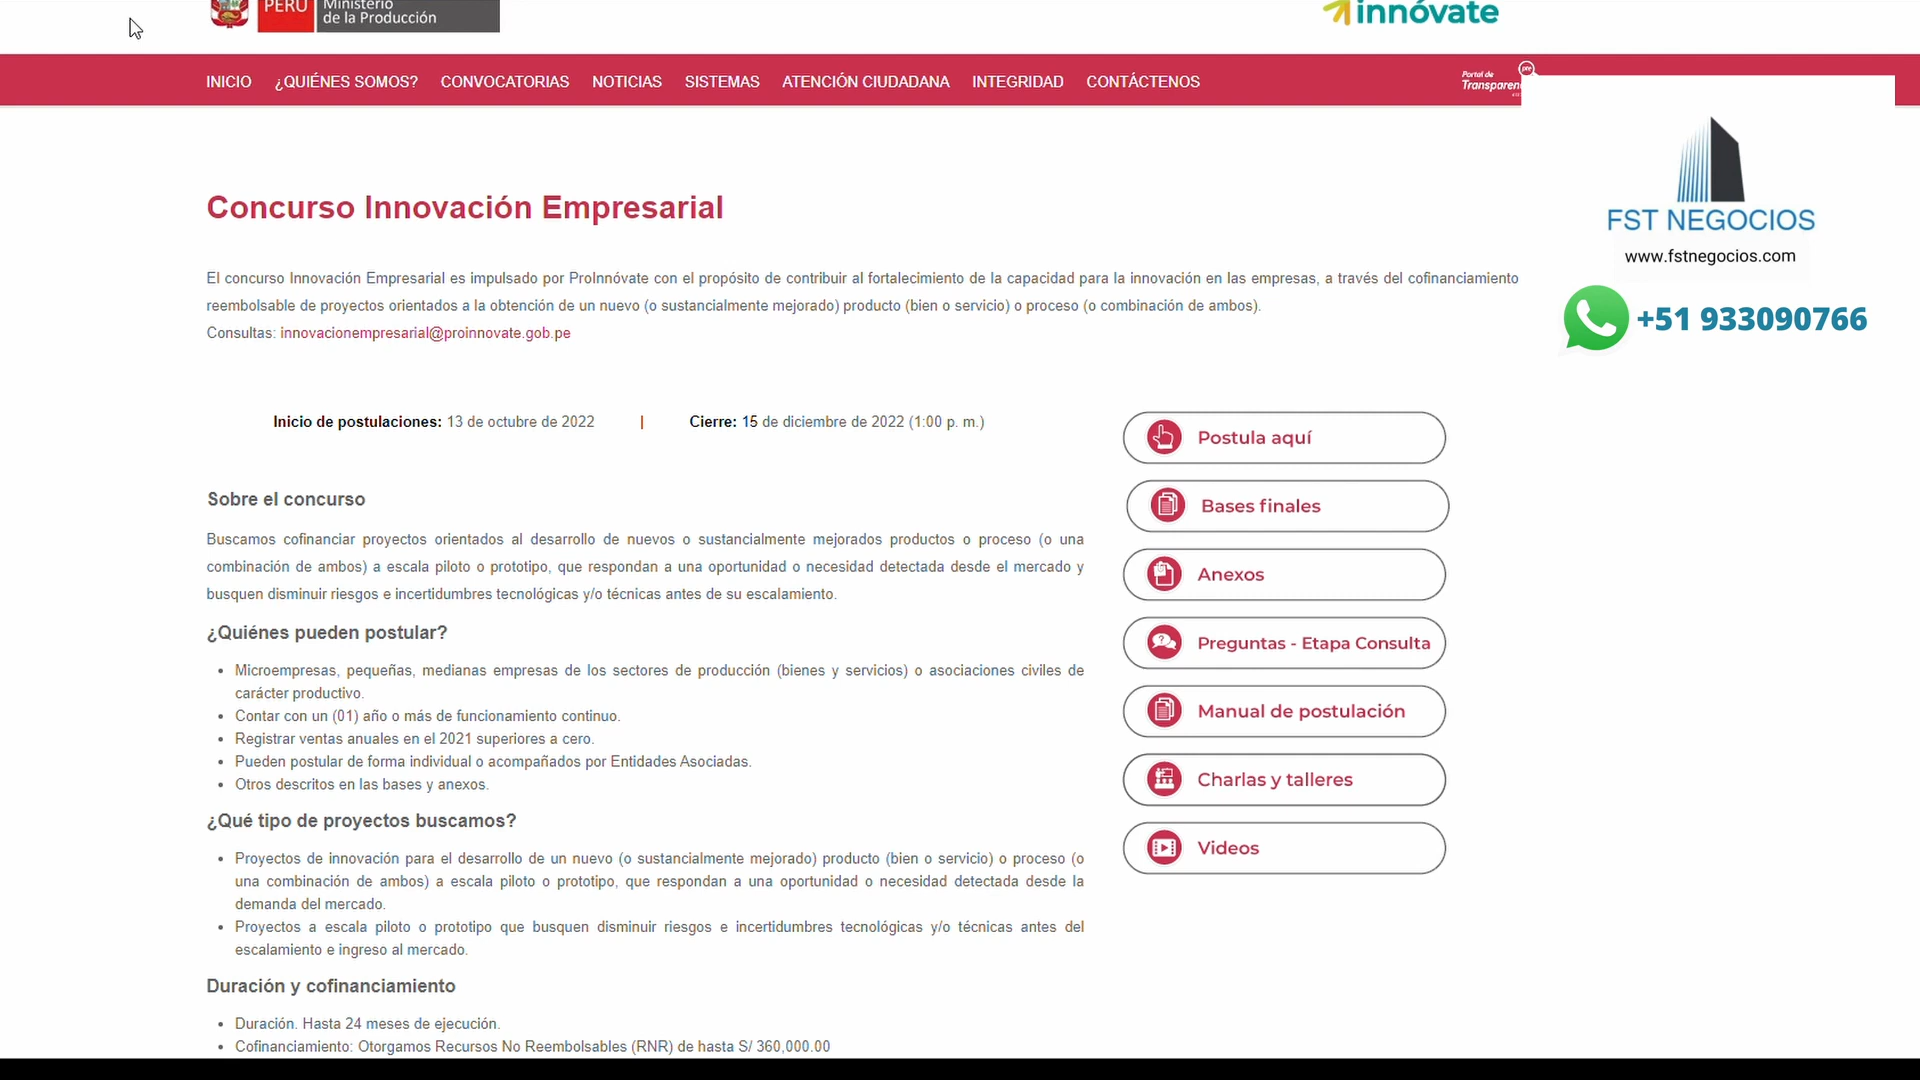 PERÚ
Ministerio
de la Producción
innóvate
INICIO ¿QUIÉNES SOMOS? CONVOCATORIAS NOTICIAS SISTEMAS ATENCIÓN CIUDADANA INTEGRIDAD CONTÁCTENOS
Portal de
Transparen
Concurso Innovación Empresarial
El concurso Innovación Empresarial es impulsado por ProInnóvate con el propósito de contribuir al fortalecimiento de la capacidad para la innovación en las empresas, a través del cofinanciamiento
reembolsable de proyectos orientados a la obtención de un nuevo (o sustancialmente mejorado) producto (bien o servicio) o proceso (o combinación de ambos).
Consultas: innovacionempresarial@proinnovate.gob.pe
FST NEGOCIOS
www.fstnegocios.com
+51 933090766
Inicio de postulaciones: 13 de octubre de 2022 | Cierre: 15 de diciembre de 2022 (1:00 p. m.)
Sobre el concurso
Buscamos cofinanciar proyectos orientados al desarrollo de nuevos o sustancialmente mejorados productos o proceso (o una
combinación de ambos) a escala piloto o prototipo, que respondan a una oportunidad o necesidad detectada desde el mercado y
busquen disminuir riesgos e incertidumbres tecnológicas y/o técnicas antes de su escalamiento.
¿Quiénes pueden postular?
• Microempresas, pequeñas, medianas empresas de los sectores de producción (bienes y servicios) o asociaciones civiles de
carácter productivo.
• Contar con un (01) año o más de funcionamiento continuo.
• Registrar ventas anuales en el 2021 superiores a cero.
• Pueden postular de forma individual o acompañados por Entidades Asociadas.
• Otros descritos en las bases y anexos.
¿Qué tipo de proyectos buscamos?
• Proyectos de innovación para el desarrollo de un nuevo (o sustancialmente mejorado) producto (bien o servicio) o proceso (o
una combinación de ambos) a escala piloto o prototipo, que respondan a una oportunidad o necesidad detectada desde la
demanda del mercado.
• Proyectos a escala piloto o prototipo que busquen disminuir riesgos e incertidumbres tecnológicas y/o técnicas antes del
escalamiento e ingreso al mercado.
Duración y cofinanciamiento
• Duración. Hasta 24 meses de ejecución.
• Cofinanciamiento: Otorgamos Recursos No Reembolsables (RNR) de hasta S/ 360,000.00
Postula aquí
Bases finales
Anexos
Preguntas - Etapa Consulta
Manual de postulación
Charlas y talleres
Videos